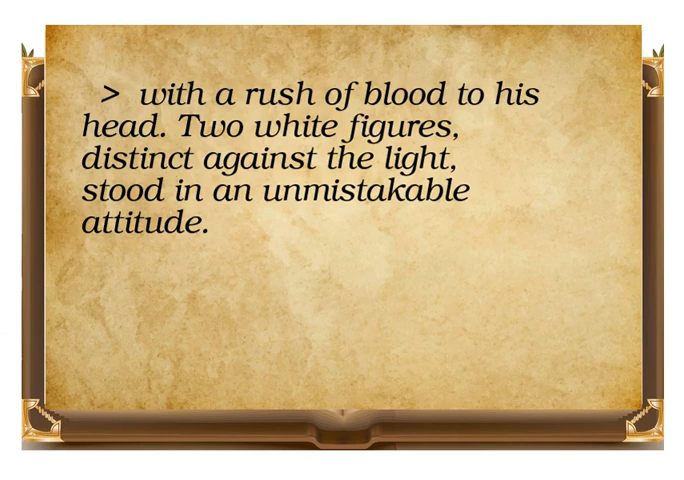 > with a rush of blood to his
head. Two white figures,
distinct against the light,
stood in an unmistakable
attitude.